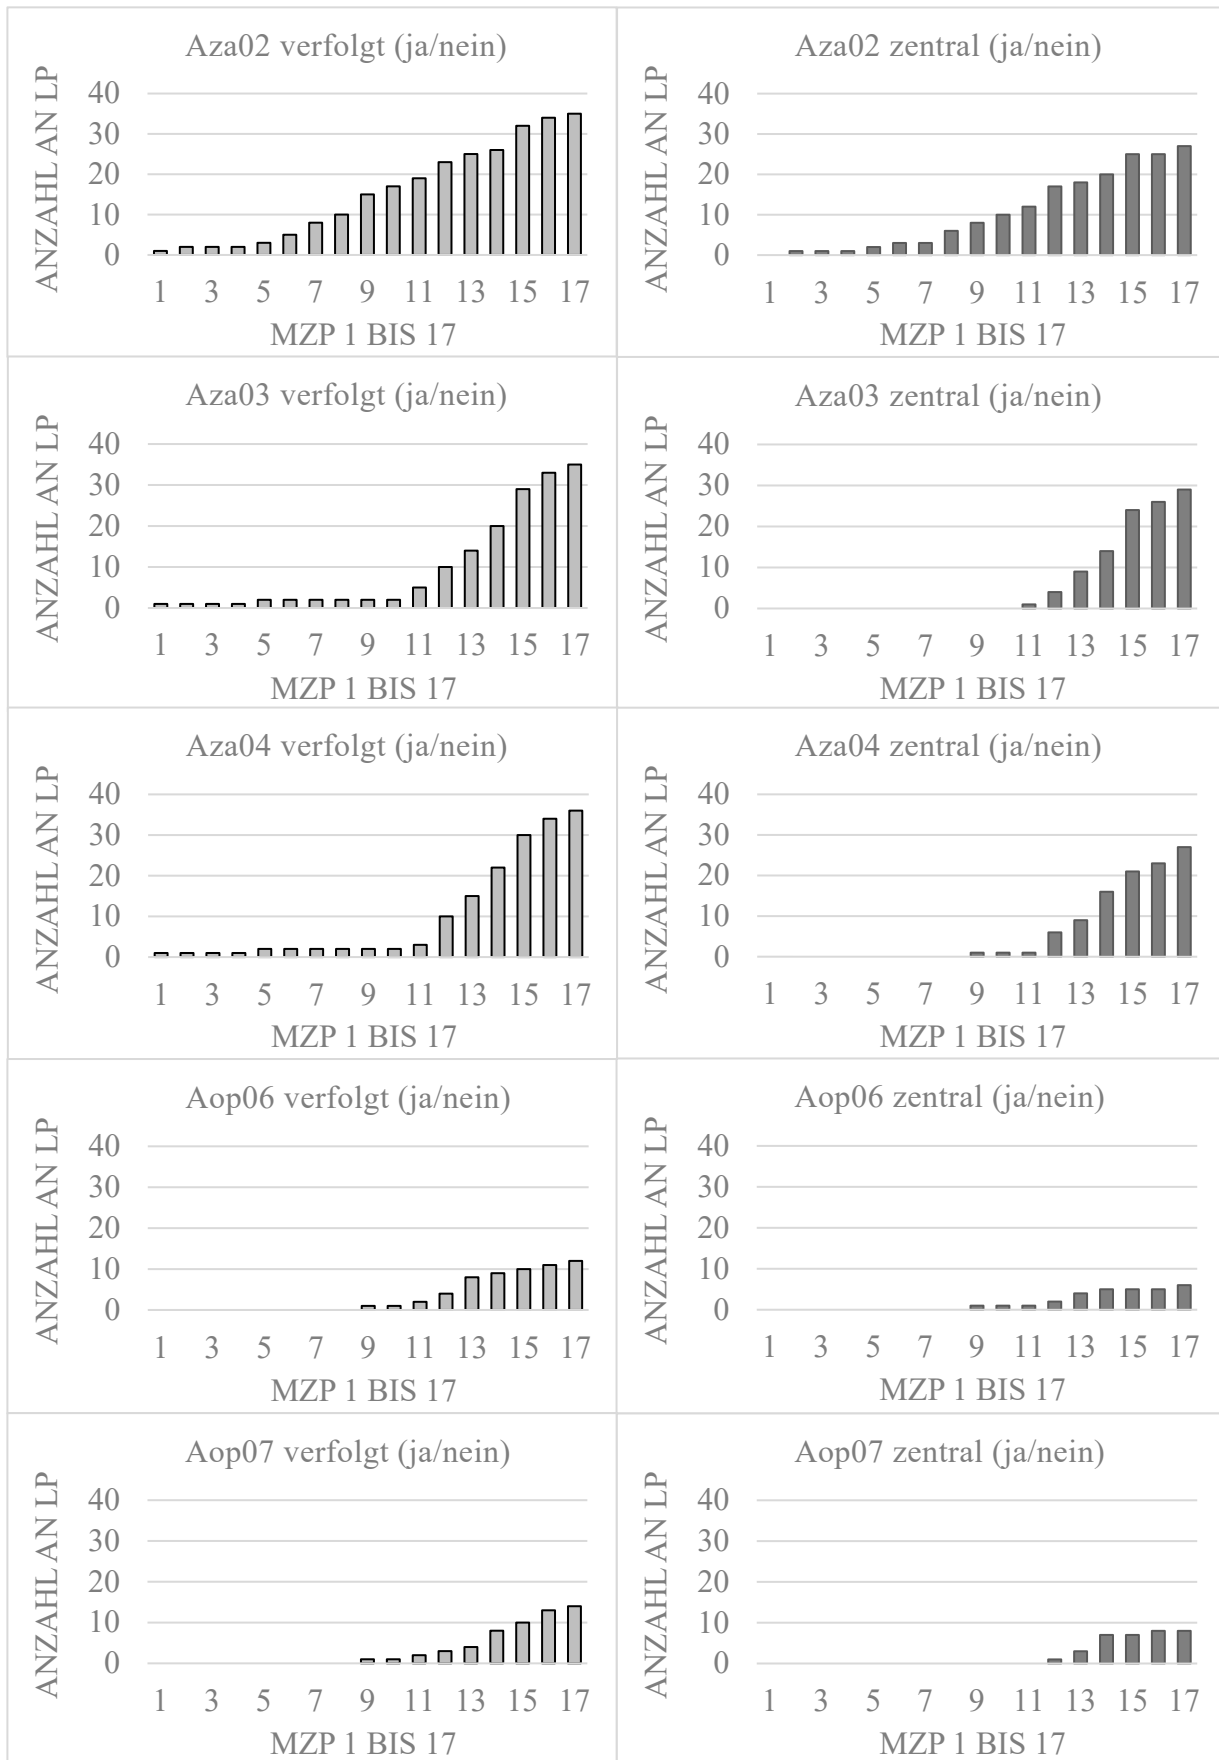 Aza02 verfolgt (ja/nein)
ANZAHL AN LP
40
30
20
10
0
1 3 5 7 9 11 13 15 17
MZP 1 BIS 17
Aza02 zentral (ja/nein)
ANZAHL AN LP
40
30
20
10
0
1 3 5 7 9 11 13 15 17
MZP 1 BIS 17
Aza03 verfolgt (ja/nein)
ANZAHL AN LP
40
30
20
10
0
1 3 5 7 9 11 13 15 17
MZP 1 BIS 17
Aza03 zentral (ja/nein)
ANZAHL AN LP
40
30
20
10
0
1 3 5 7 9 11 13 15 17
MZP 1 BIS 17
Aza04 verfolgt (ja/nein)
ANZAHL AN LP
40
30
20
10
0
1 3 5 7 9 11 13 15 17
MZP 1 BIS 17
Aza04 zentral (ja/nein)
ANZAHL AN LP
40
30
20
10
0
1 3 5 7 9 11 13 15 17
MZP 1 BIS 17
Aop06 verfolgt (ja/nein)
ANZAHL AN LP
40
30
20
10
0
1 3 5 7 9 11 13 15 17
MZP 1 BIS 17
Aop06 zentral (ja/nein)
ANZAHL AN LP
40
30
20
10
0
1 3 5 7 9 11 13 15 17
MZP 1 BIS 17
Aop07 verfolgt (ja/nein)
ANZAHL AN LP
40
30
20
10
0
1 3 5 7 9 11 13 15 17
MZP 1 BIS 17
Aop07 zentral (ja/nein)
ANZAHL AN LP
40
30
20
10
0
1 3 5 7 9 11 13 15 17
MZP 1 BIS 17